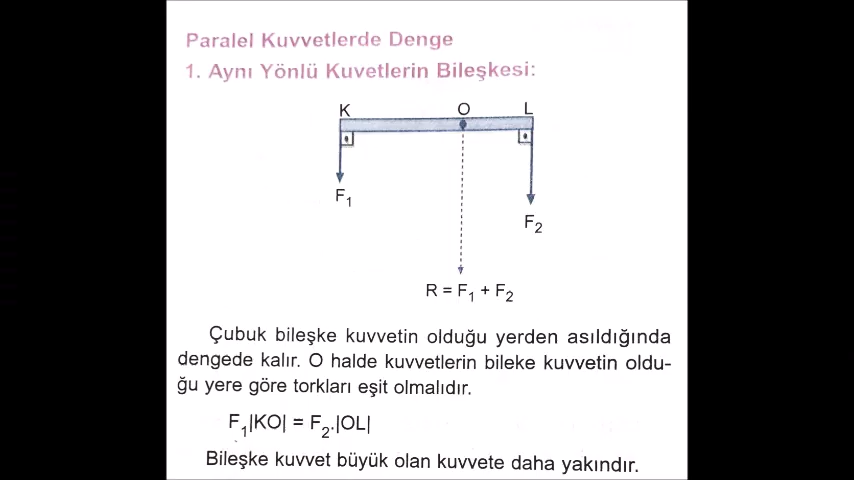 Paralel Kuvvetlerde Denge
1. Aynı Yönlü Kuvetlerin Bileşkesi:
K O L
F₁
F₂
R = F₁ + F₂
Çubuk bileşke kuvvetin olduğu yerden asıldığında
dengede kalır. O halde kuvvetlerin bileke kuvvetin oldu-
ğu yere göre torkları eşit olmalıdır.
F₁|KO| = F₂.|OL|
Bileşke kuvvet büyük olan kuvvete daha yakındır.